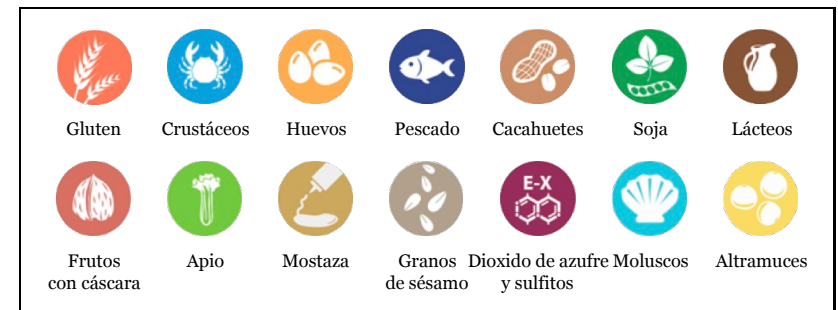 Gluten Crustáceos Huevos Pescado Cacahuetes Soja Lácteos
E-X
Frutos Apio Mostaza Granos Dioxido de azufre Moluscos Altramuces
con cáscara de sésamo y sulfitos